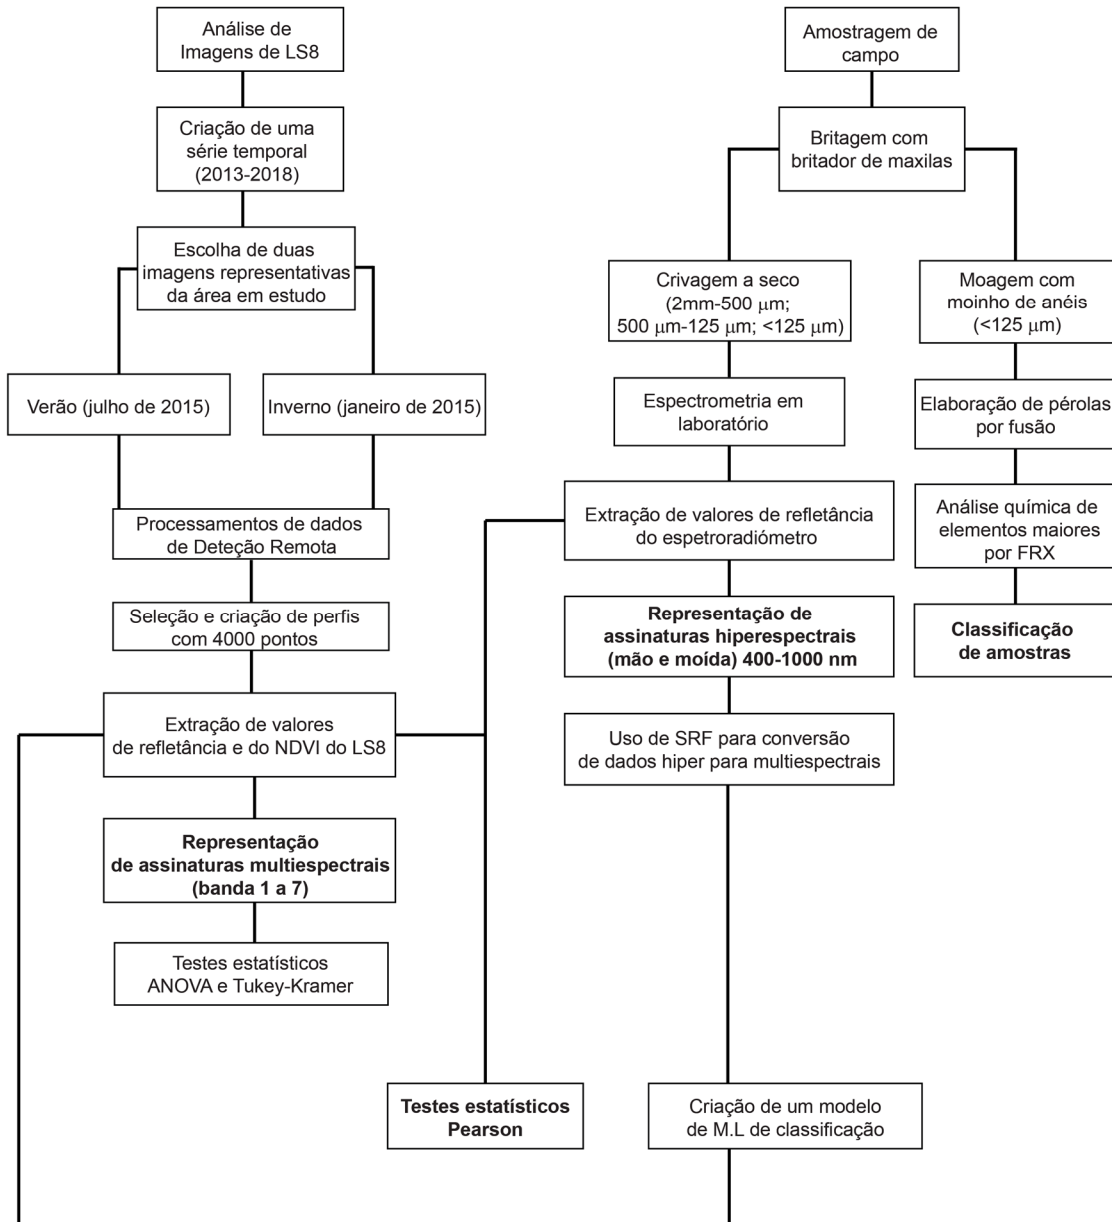 Análise de
Imagens de LS8
Criação de uma
série temporal
(2013-2018)
Escolha de duas
imagens representativas
da área em estudo
Verão (julho de 2015)
Inverno (janeiro de 2015)
Processamentos de dados
de Deteção Remota
Seleção e criação de perfis
com 4000 pontos
Extração de valores
de refletância e do NDVI do LS8
Representação
de assinaturas multiespectrais
(banda 1 a 7)
Testes estatísticos
ANOVA e Tukey-Kramer
Testes estatísticos
Pearson
Amostragem de
campo
Britagem com
britador de maxilas
Crivagem a seco
(2mm-500 μm;
500 μm-125 μm; <125 μm)
Espectrometria em
laboratório
Extração de valores de refletância
do espetroradiómetro
Representação de
assinaturas hiperespectrais
(mão e moída) 400-1000 nm
Uso de SRF para conversão
de dados hiper para multiespectrais
Criação de um modelo
de M.L de classificação
Moagem com
moinho de anéis
(<125 μm)
Elaboração de pérolas
por fusão
Análise química de
elementos maiores
por FRX
Classificação
de amostras